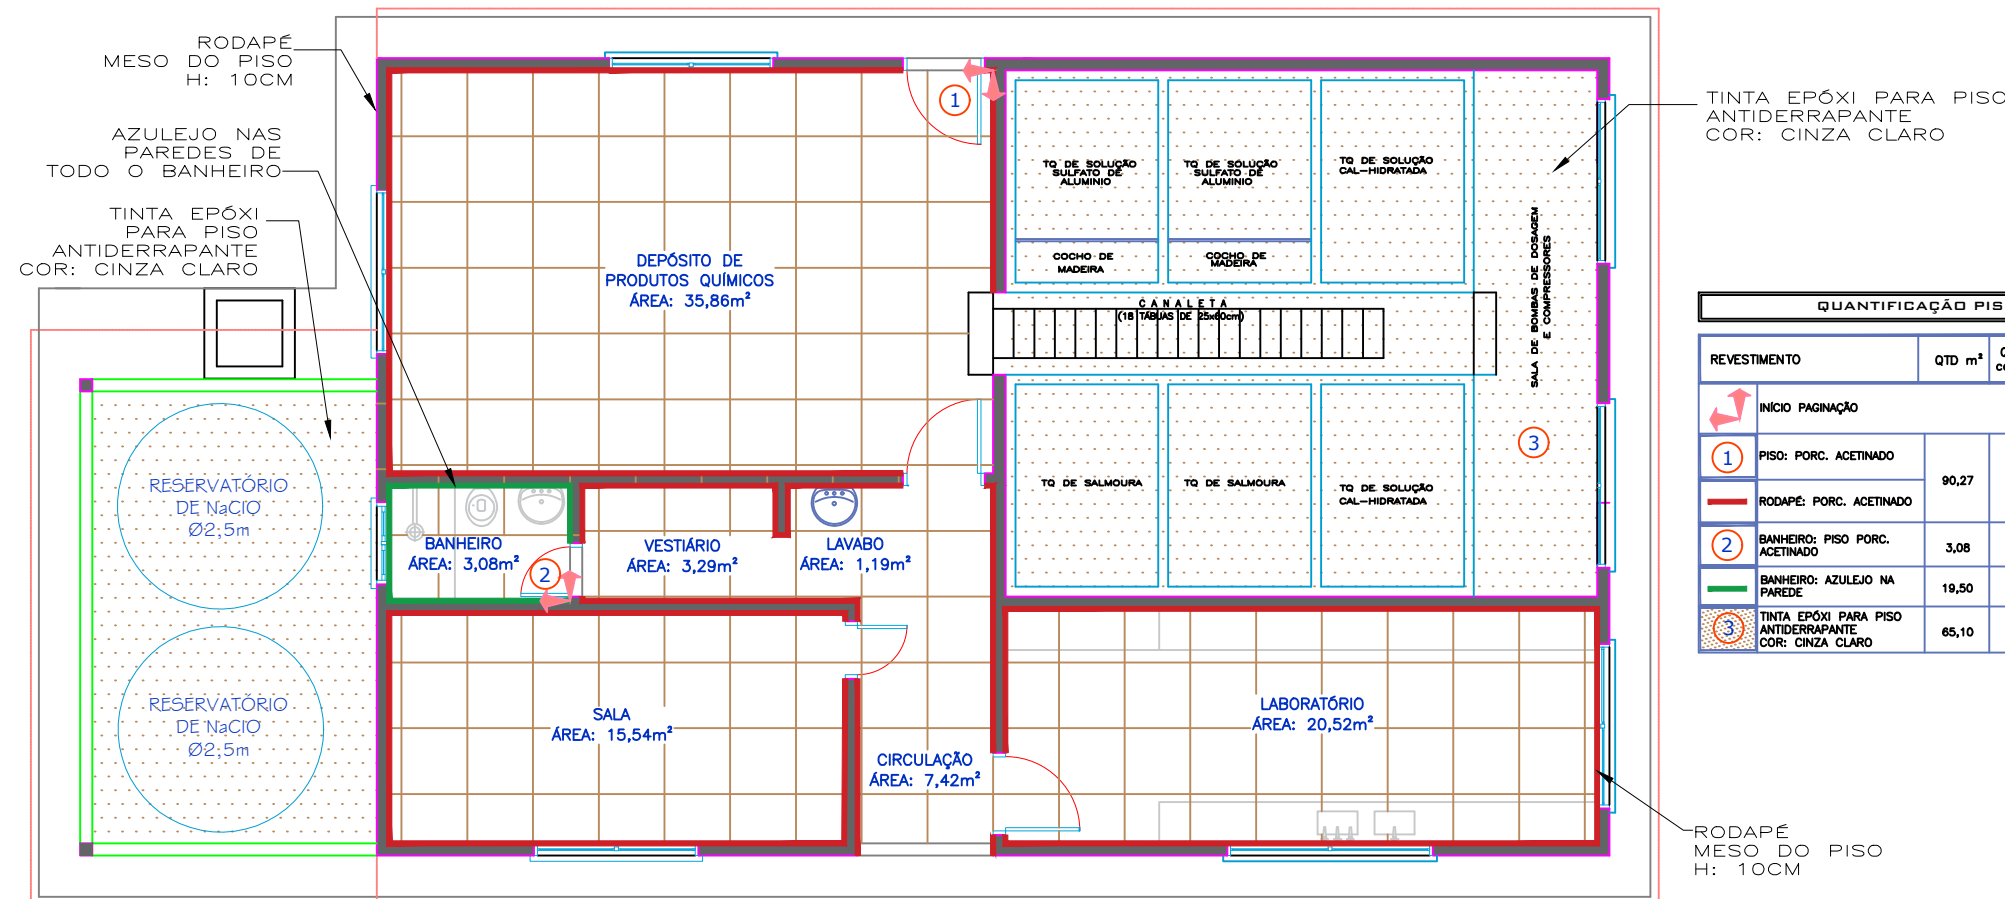 RODAPÉ
MESO DO PISO
H: 10CM
AZULEJO NAS
PAREDES DE
TODO O BANHEIRO
TINTA EPÓXI
PARA PISO
ANTIDERRAPANTE
COR: CINZA CLARO
RESERVATÓRIO
DE NaClO
Ø2,5m
RESERVATÓRIO
DE NaClO
Ø2,5m
DEPÓSITO DE
PRODUTOS QUÍMICOS
ÁREA: 35,86m²
1
BANHEIRO
ÁREA: 3,08m²
2
VESTIÁRIO
ÁREA: 3,29m²
LAVABO
ÁREA: 1,19m²
SALA
ÁREA: 15,54m²
CIRCULAÇÃO
ÁREA: 7,42m²
LABORATÓRIO
ÁREA: 20,52m²
TQ DE SOLUÇÃO
SULFATO DE
ALUMINIO
TQ DE SOLUÇÃO
SULFATO DE
ALUMINIO
TQ DE SOLUÇÃO
CAL-HIDRATADA
COCHO DE
MADEIRA
COCHO DE
MADEIRA
CANALETA
(18 TÁBUAS DE 25x60cm)
SALA DE BOMBAS DE DOSAGEM
E COMPRESSORES
3
TQ DE SALMOURA
TQ DE SALMOURA
TQ DE SOLUÇÃO
CAL-HIDRATADA
TINTA EPÓXI PARA PISO
ANTIDERRAPANTE
COR: CINZA CLARO
RODAPÉ
MESO DO PISO
H: 10CM
QUANTIFICAÇÃO PIS
REVESTIMENTO QTD m²
INÍCIO PAGINAÇÃO
1 PISO: PORC. ACETINADO
90,27
RODAPÉ: PORC. ACETINADO
2 BANHEIRO: PISO PORC.
ACETINADO
3,08
BANHEIRO: AZULEJO NA
PAREDE
19,50
3 TINTA EPÓXI PARA PISO
ANTIDERRAPANTE
COR: CINZA CLARO
65,10